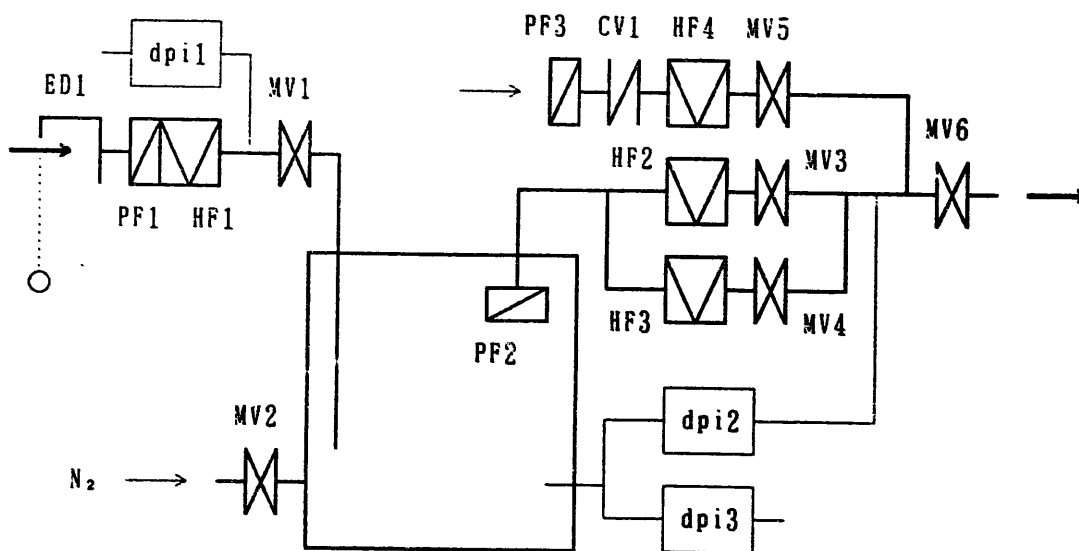 PF3 CV1 HF4 MV5
dpi1
ED1
MV1
MV6
HF2
MV3
PF1 HF1
HF3
MV4
PF2
MV2
dpi2
N₂
dpi3